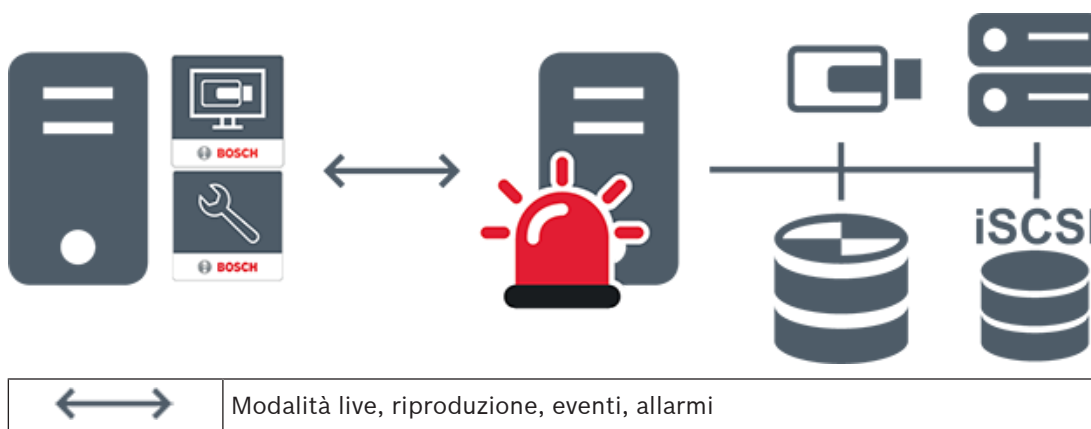 BOSCH
BOSCH
iSCSI
Modalità live, riproduzione, eventi, allarmi